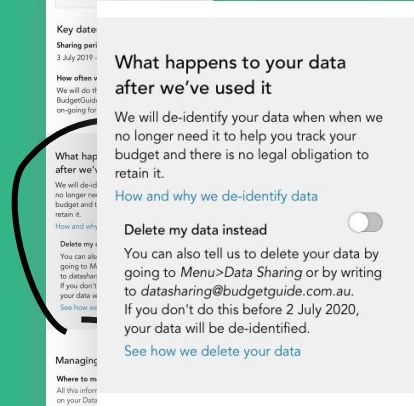 Key date
Sharing peri
3 July 2019 -
How often w
We will do th
BudgetGuid
on-going for
What hap
after we'v
We will de-id
no longer nee
budget and t
retain it.
How and why
Delete my d
You can als
going to Me
to datashar
If you don't
your data w
See how we
Managing
Where to m
All this inforr
on your Data
What happens to your data
after we've used it
We will de-identify your data when when we
no longer need it to help you track your
budget and there is no legal obligation to
retain it.
How and why we de-identify data
Delete my data instead
You can also tell us to delete your data by
going to Menu>Data Sharing or by writing
to datasharing@budgetguide.com.au.
If you don't do this before 2 July 2020,
your data will be de-identified.
See how we delete your data